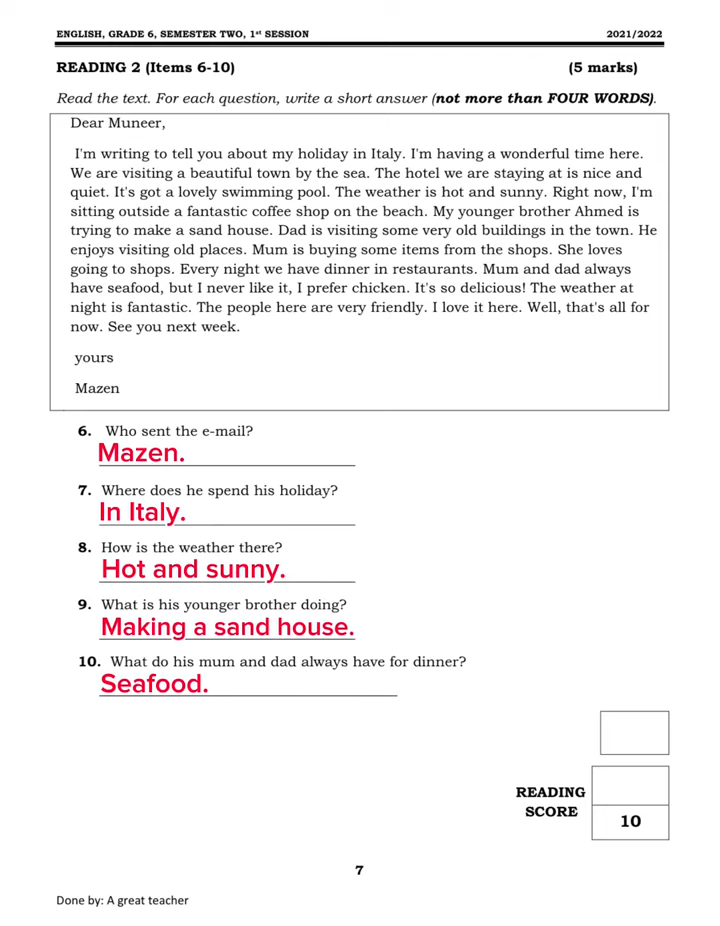 ENGLISH, GRADE 6, SEMESTER TWO, 1st SESSION 2021/2022
READING 2 (Items 6-10) (5 marks)
Read the text. For each question, write a short answer (not more than FOUR WORDS).
Dear Muneer,
I'm writing to tell you about my holiday in Italy. I'm having a wonderful time here.
We are visiting a beautiful town by the sea. The hotel we are staying at is nice and
quiet. It's got a lovely swimming pool. The weather is hot and sunny. Right now, I'm
sitting outside a fantastic coffee shop on the beach. My younger brother Ahmed is
trying to make a sand house. Dad is visiting some very old buildings in the town. He
enjoys visiting old places. Mum is buying some items from the shops. She loves
going to shops. Every night we have dinner in restaurants. Mum and dad always
have seafood, but I never like it, I prefer chicken. It's so delicious! The weather at
night is fantastic. The people here are very friendly. I love it here. Well, that's all for
now. See you next week.
yours
Mazen
6. Who sent the e-mail?
Mazen.
7. Where does he spend his holiday?
In Italy.
8. How is the weather there?
Hot and sunny.
9. What is his younger brother doing?
Making a sand house.
10. What do his mum and dad always have for dinner?
Seafood.
READING
SCORE
10
7
Done by: A great teacher